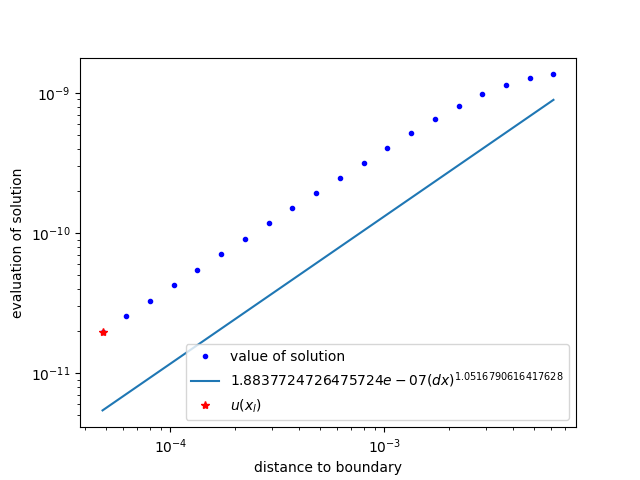 10⁻⁹
10⁻¹⁰
10⁻¹¹
evaluation of solution
value of solution
1.8837724726475724e − 07(dx)^1.0516790616417628
u(x_I)
10⁻⁴
10⁻³
distance to boundary